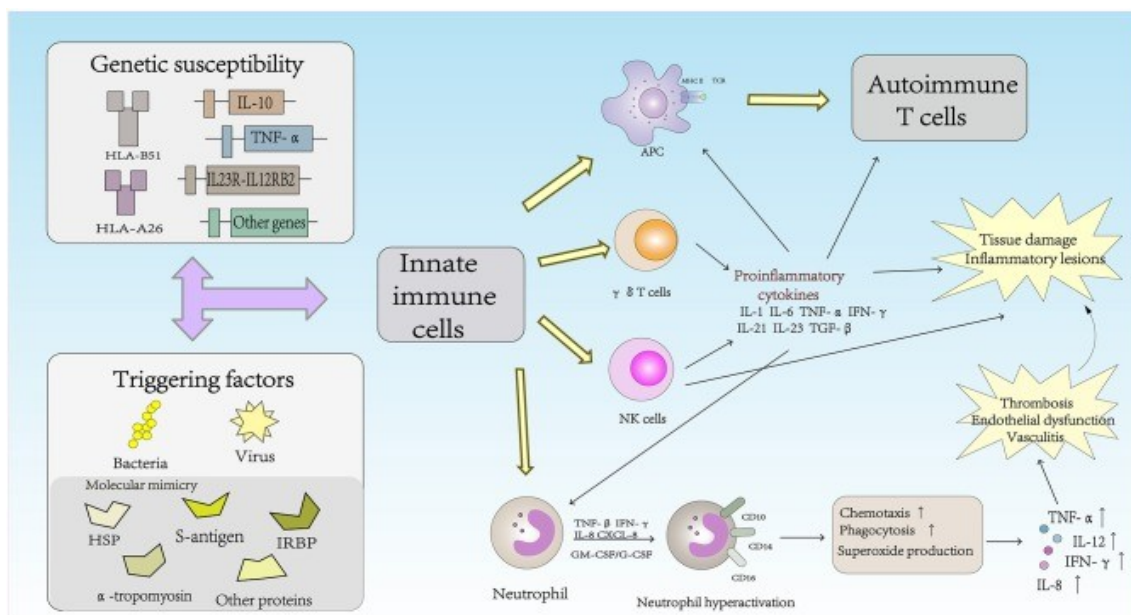 Genetic susceptibility
HLA-B51
HLA-A26
IL-10
TNF- α
IL23R-IL12RB2
Other genes
Triggering factors
Bacteria
Virus
Molecular mimicry
HSP
S-antigen
IRBP
α-tropomyosin
Other proteins
Innate
immune
cells
MHC II
TCR
APC
γ δ T cells
NK cells
Autoimmune
T cells
Proinflammatory
cytokines
IL-1 IL-6 TNF- α IFN- γ
IL-21 IL-23 TGF- β
Tissue damage
Inflammatory lesions
Thrombosis
Endothelial dysfunction
Vasculitis
Neutrophil
TNF- β IFN- γ
IL-8 CXCL-8
GM-CSF/G-CSF
CD10
CD14
CD16
Neutrophil hyperactivation
Chemotaxis ↑
Phagocytosis ↑
Superoxide production
TNF- α ↑
IL-12 ↑
IFN- γ ↑
IL-8 ↑